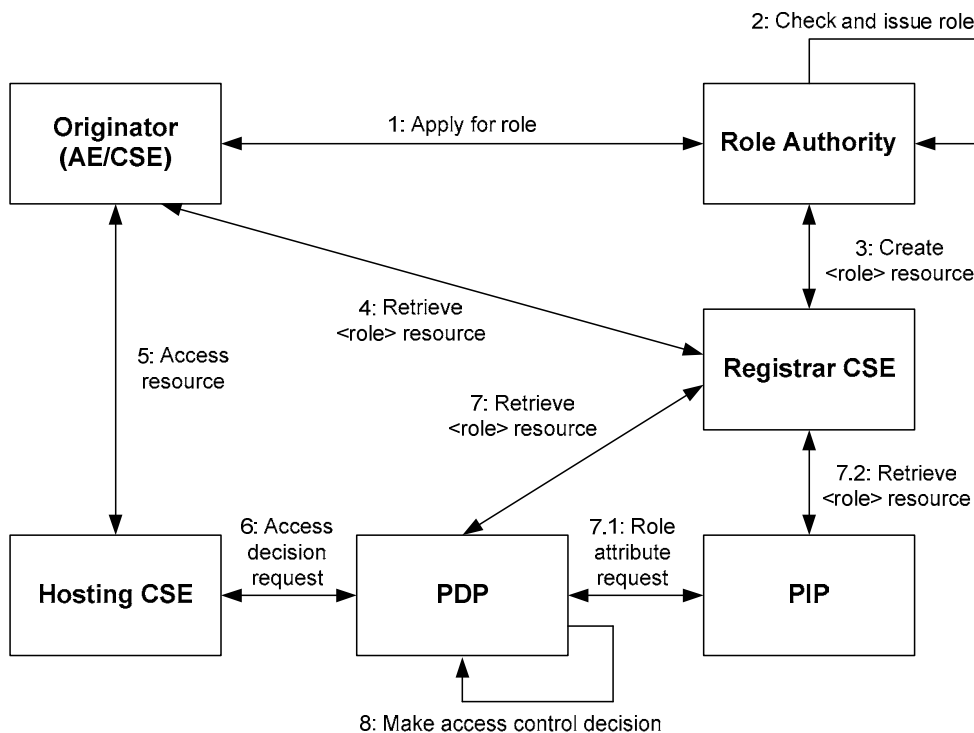 2: Check and issue role
Originator
(AE/CSE)
1: Apply for role
Role Authority
3: Create
<role> resource
4: Retrieve
<role> resource
5: Access
resource
Registrar CSE
7: Retrieve
<role> resource
7.2: Retrieve
<role> resource
6: Access
decision
request
7.1: Role
attribute
request
Hosting CSE
PDP
PIP
8: Make access control decision